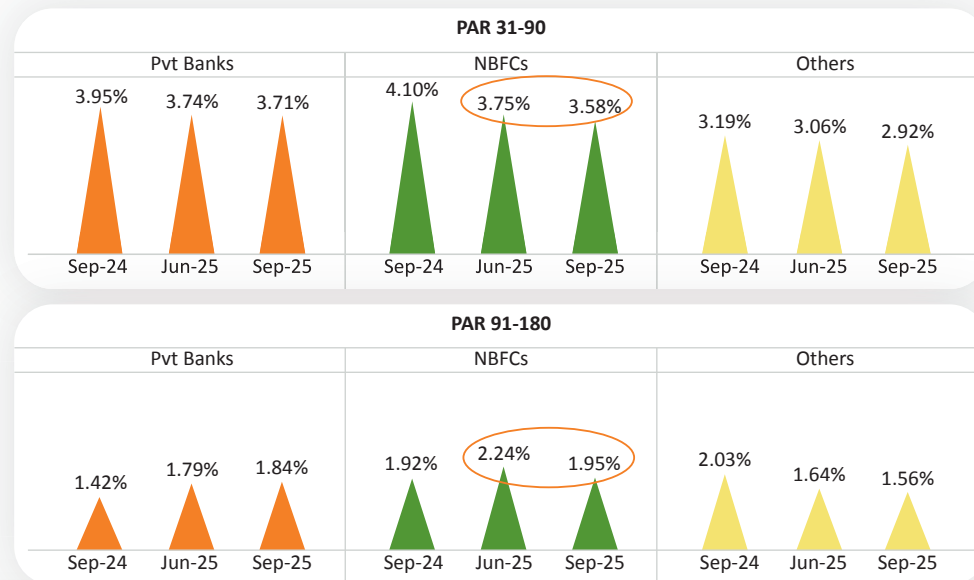 PAR 31-90
Pvt Banks NBFCs Others
3.95% 3.74% 3.71% 4.10% 3.75% 3.58% 3.19% 3.06% 2.92%
Sep-24 Jun-25 Sep-25 Sep-24 Jun-25 Sep-25 Sep-24 Jun-25 Sep-25
PAR 91-180
Pvt Banks NBFCs Others
1.42% 1.79% 1.84% 1.92% 2.24% 1.95% 2.03% 1.64% 1.56%
Sep-24 Jun-25 Sep-25 Sep-24 Jun-25 Sep-25 Sep-24 Jun-25 Sep-25